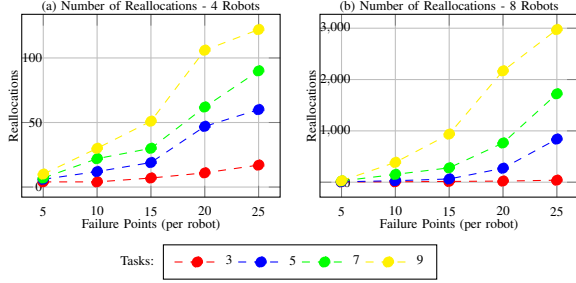 (a) Number of Reallocations - 4 Robots
100
50
0
Reallocations
5 10 15 20 25
Failure Points (per robot)
(b) Number of Reallocations - 8 Robots
3,000
2,000
1,000
0
Reallocations
5 10 15 20 25
Failure Points (per robot)
Tasks: 3 5 7 9